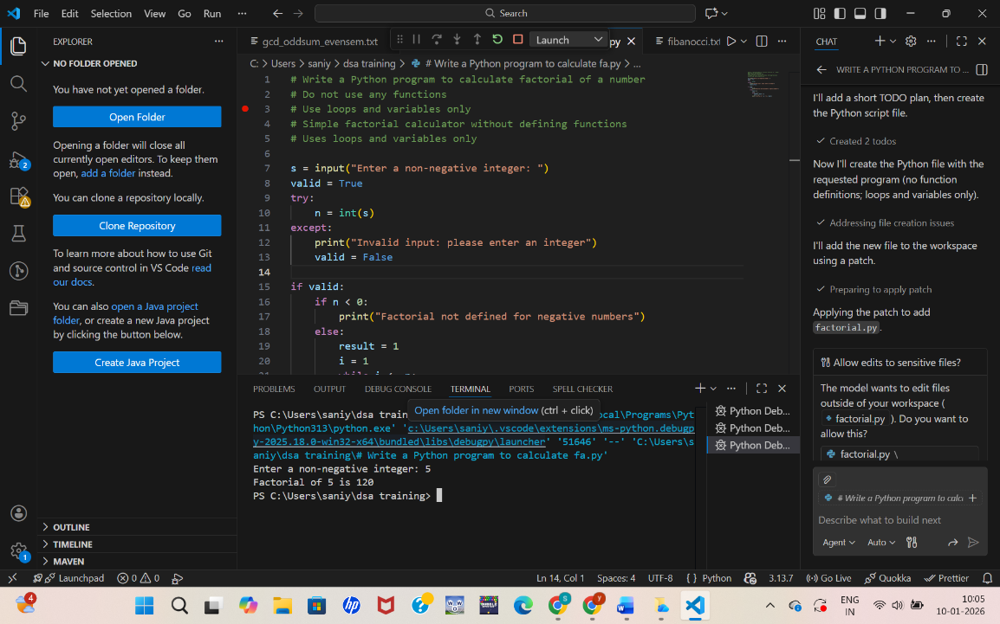 File Edit Selection View Go Run ··· Search
EXPLORER
NO FOLDER OPENED
You have not yet opened a folder.
Open Folder
Opening a folder will close all
currently open editors. To keep them
open, add a folder instead.
You can clone a repository locally.
Clone Repository
To learn more about how to use Git
and source control in VS Code read
our docs.
You can also open a Java project
folder, or create a new Java project
by clicking the button below.
Create Java Project
OUTLINE
TIMELINE
MAVEN
2
1
gcd_oddsum_evensem.txt
Launch
py
fibanocci.txt
C: > Users > saniy > dsa training > # Write a Python program to calculate fa.py > ...
1 # Write a Python program to calculate factorial of a number
2 # Do not use any functions
3 # Use loops and variables only
4 # Simple factorial calculator without defining functions
5 # Uses loops and variables only
6
7 s = input("Enter a non-negative integer: ")
8 valid = True
9 try:
10 n = int(s)
11 except:
12 print("Invalid input: please enter an integer")
13 valid = False
14
15 if valid:
16 if n < 0:
17 print("Factorial not defined for negative numbers")
18 else:
19 result = 1
20 i = 1
PROBLEMS OUTPUT DEBUG CONSOLE TERMINAL PORTS SPELL CHECKER
Open folder in new window (ctrl + click)
PS C:\Users\saniy\dsa train ocal\Programs\Pyt
hon\Python313\python.exe' 'c:\Users\saniy\.vscode\extensions\ms-python.debugp
y-2025.18.0-win32-x64\bundled\libs\debugpy\launcher' '51646' '--' 'C:\Users\s
aniy\dsa training\# Write a Python program to calculate fa.py'
Enter a non-negative integer: 5
Factorial of 5 is 120
PS C:\Users\saniy\dsa training>
Python Deb...
Python Deb...
Python Deb...
CHAT
WRITE A PYTHON PROGRAM TO ...
I'll add a short TODO plan, then create
the Python script file.
Created 2 todos
Now I'll create the Python file with the
requested program (no function
definitions; loops and variables only).
Addressing file creation issues
I'll add the new file to the workspace
using a patch.
Preparing to apply patch
Applying the patch to add
factorial.py.
Allow edits to sensitive files?
The model wants to edit files
outside of your workspace (
factorial.py ). Do you want to
allow this?
factorial.py \
# Write a Python program to calc
Describe what to build next
Agent Auto
Launchpad 0 0 Ln 14, Col 1 Spaces: 4 UTF-8 { } Python 3.13.7 Go Live Quokka Prettier
4
ENG
IN
10:05
10-01-2026